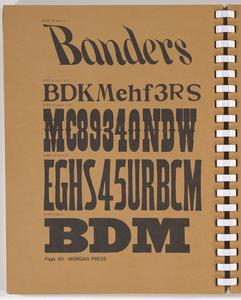 Banders
BDKMehf3RS
MC89340NDW
EGHS45URBCM
BDM
Page 90 - MORGAN PRESS